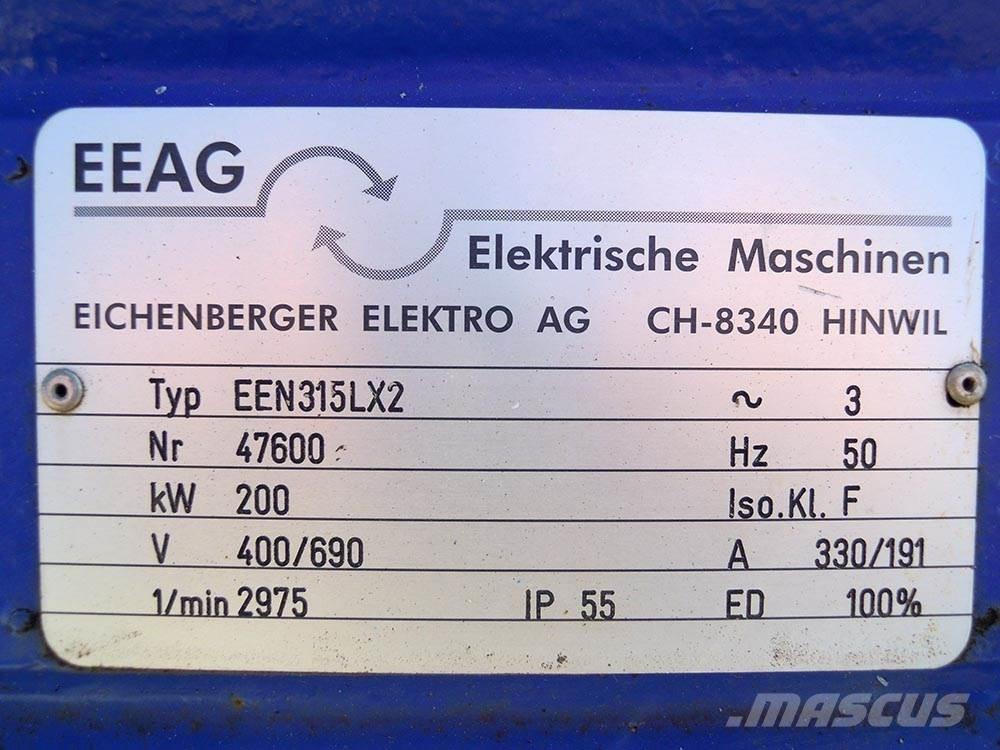 EEAG
Elektrische Maschinen
EICHENBERGER ELEKTRO AG CH-8340 HINWIL
Typ EEN315LX2 ~ 3
Nr 47600 Hz 50
kW 200 Iso.Kl. F
V 400/690 A 330/191
1/min 2975 IP 55 ED 100%
MASCUS